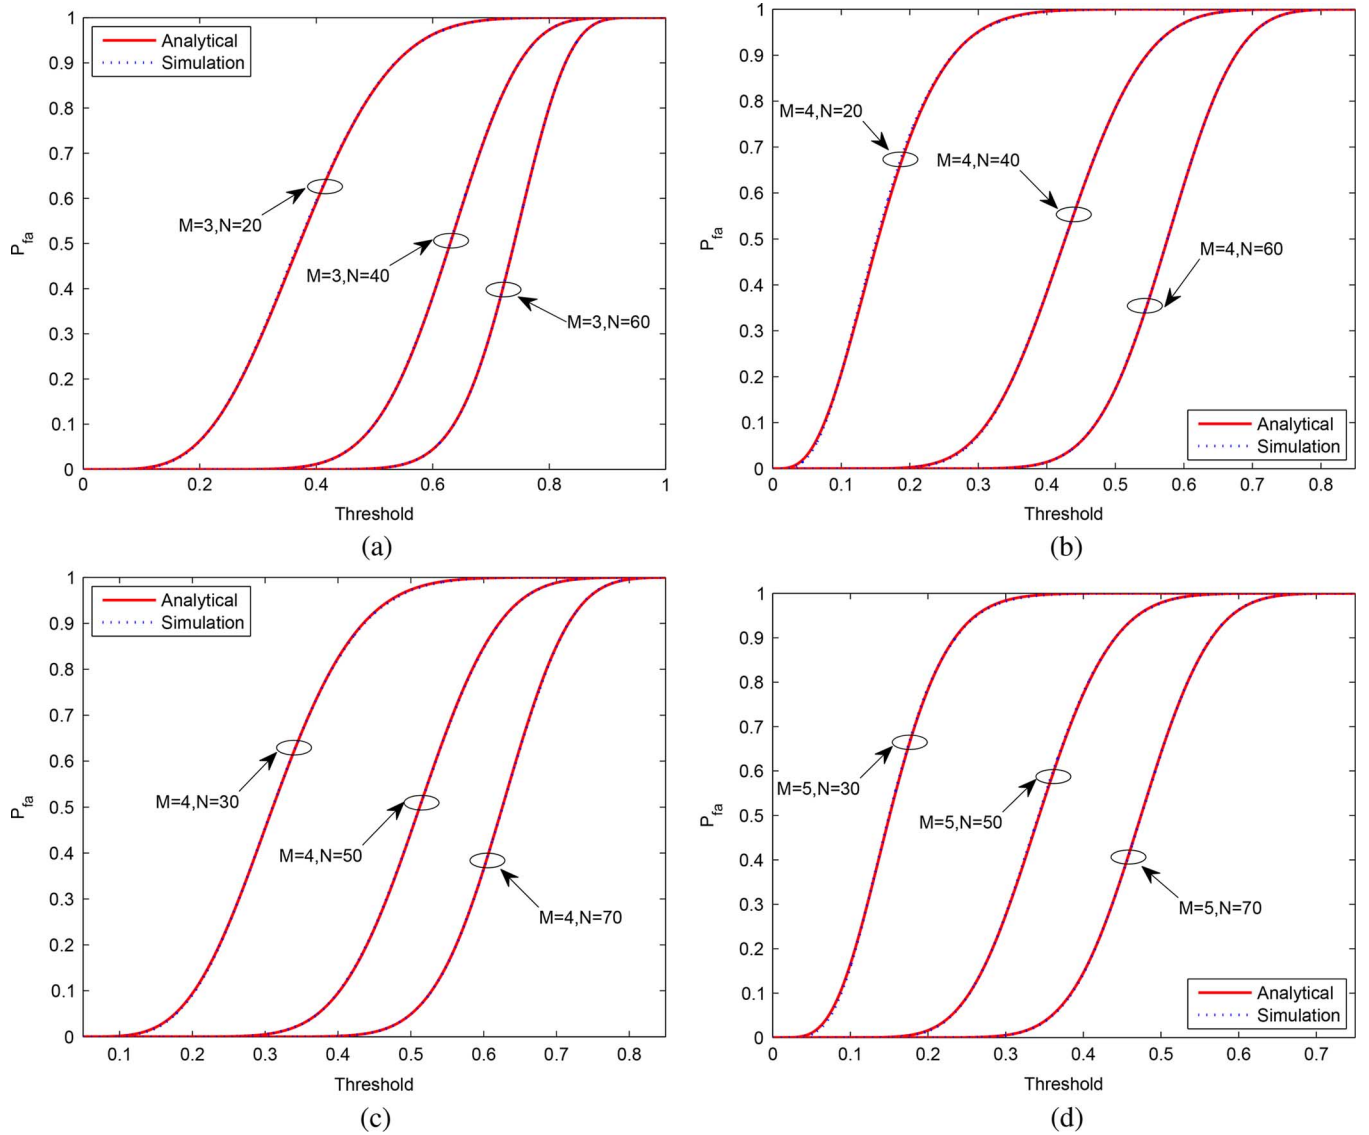 1
0.9
0.8
0.7
0.6
0.5
0.4
0.3
0.2
0.1
0
P_fa
Analytical
Simulation
M=3,N=20
M=3,N=40
M=3,N=60
0 0.2 0.4 0.6 0.8 1
Threshold
(a)
1
0.9
0.8
0.7
0.6
0.5
0.4
0.3
0.2
0.1
0
P_fa
M=4,N=20
M=4,N=40
M=4,N=60
Analytical
Simulation
0 0.1 0.2 0.3 0.4 0.5 0.6 0.7 0.8
Threshold
(b)
1
0.9
0.8
0.7
0.6
0.5
0.4
0.3
0.2
0.1
0
P_fa
Analytical
Simulation
M=4,N=30
M=4,N=50
M=4,N=70
0.1 0.2 0.3 0.4 0.5 0.6 0.7 0.8
Threshold
(c)
1
0.9
0.8
0.7
0.6
0.5
0.4
0.3
0.2
0.1
0
P_fa
M=5,N=30
M=5,N=50
M=5,N=70
Analytical
Simulation
0 0.1 0.2 0.3 0.4 0.5 0.6 0.7
Threshold
(d)